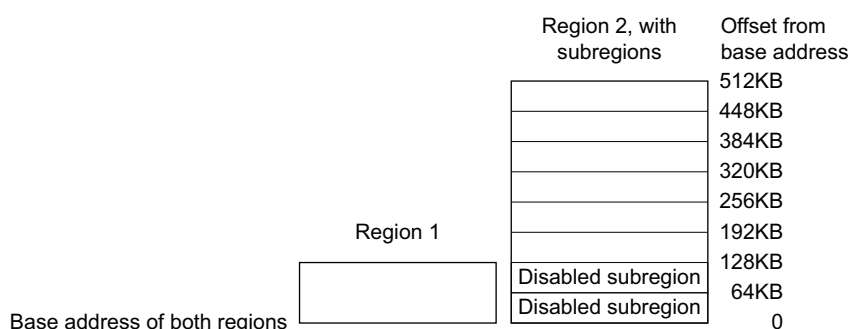 Region 2, with
subregions
Offset from
base address
512KB
448KB
384KB
320KB
256KB
Region 1
192KB
128KB
Disabled subregion
64KB
Disabled subregion
Base address of both regions
0